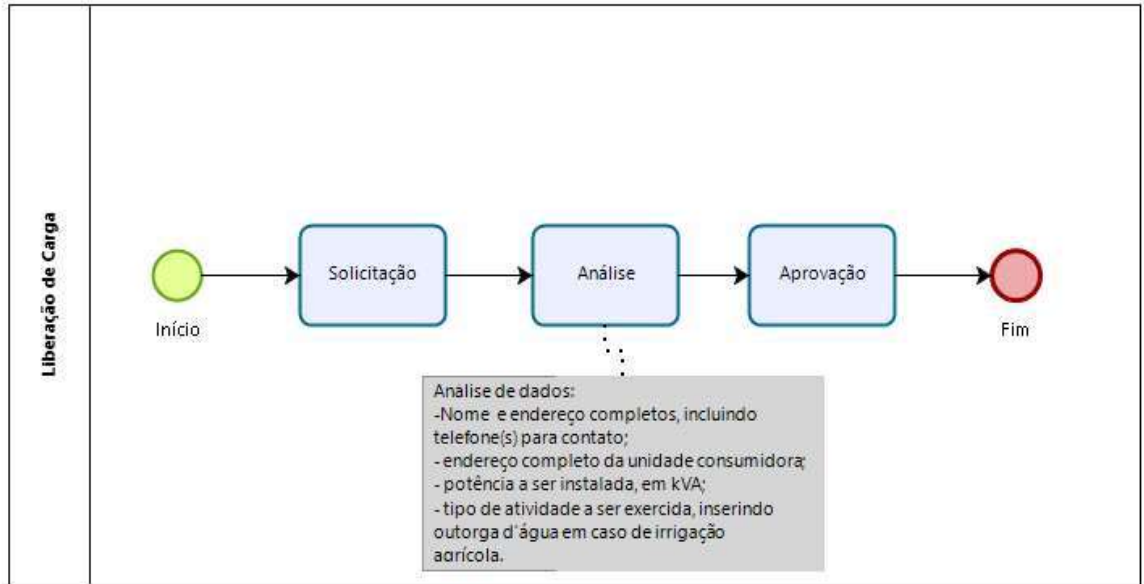 Liberação de Carga
Início
Solicitação
Análise
Aprovação
Fim
Análise de dados:
-Nome e endereço completos, incluindo
telefone(s) para contato;
- endereço completo da unidade consumidora;
- potência a ser instalada, em kVA;
- tipo de atividade a ser exercida, inserindo
outorga d'água em caso de irrigação
agrícola.